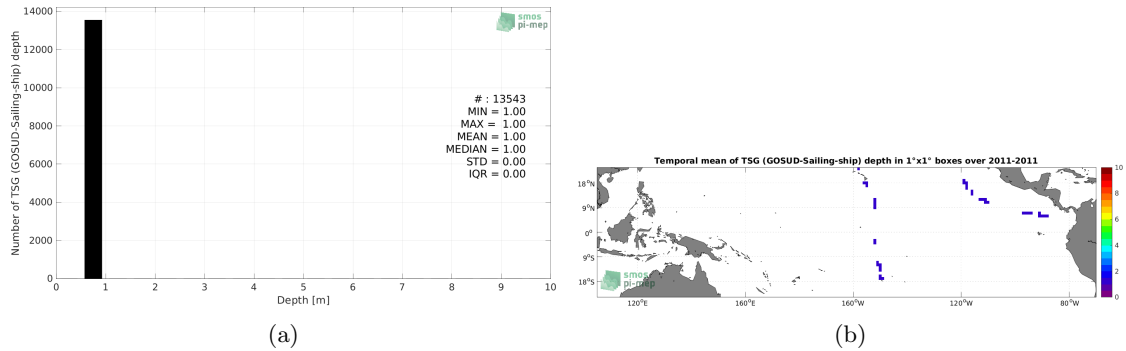 14000
12000
10000
8000
6000
4000
2000
0
Number of TSG (GOSUD-Sailing-ship) depth
0 1 2 3 4 5 6 7 8 9 10
Depth [m]
smos
pi-mep
# : 13543
MIN = 1.00
MAX = 1.00
MEAN = 1.00
MEDIAN = 1.00
STD = 0.00
IQR = 0.00
(a)
Temporal mean of TSG (GOSUD-Sailing-ship) depth in 1°x1° boxes over 2011-2011
18°N
9°N
0°
9°S
18°S
120°E 160°E 160°W 120°W 80°W
smos
pi-mep
10
8
6
4
2
0
(b)